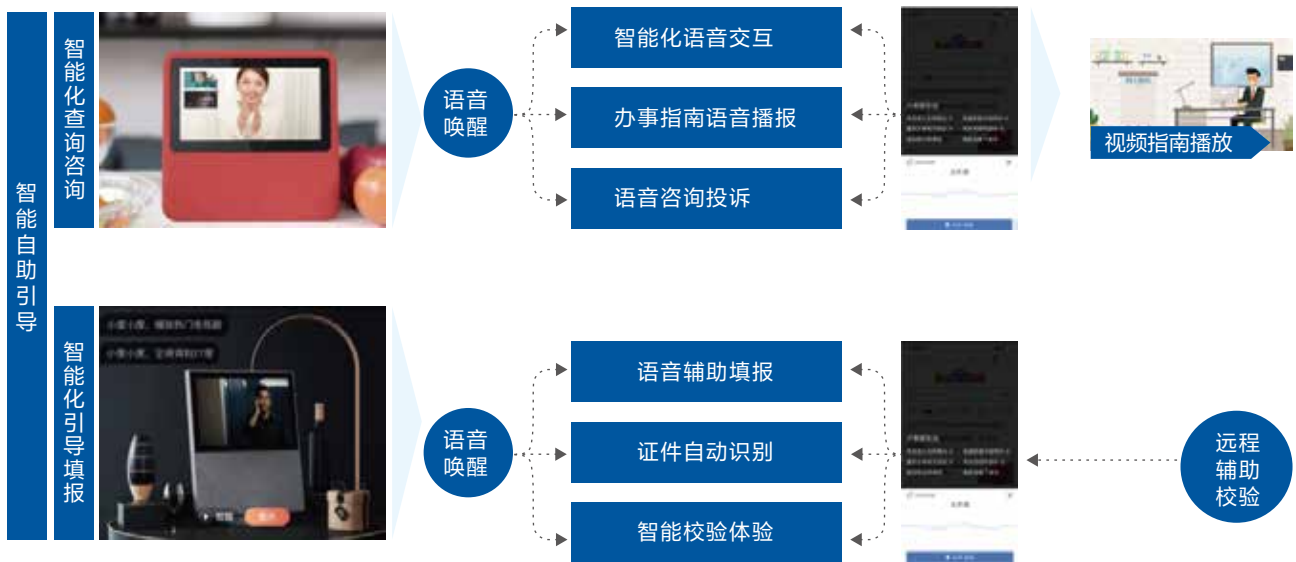 智能自助引导
智能化查询咨询
语音
唤醒
智能化语音交互
办事指南语音播报
语音咨询投诉
视频指南播放
智能化引导填报
语音
唤醒
语音辅助填报
证件自动识别
智能校验体验
远程
辅助
校验